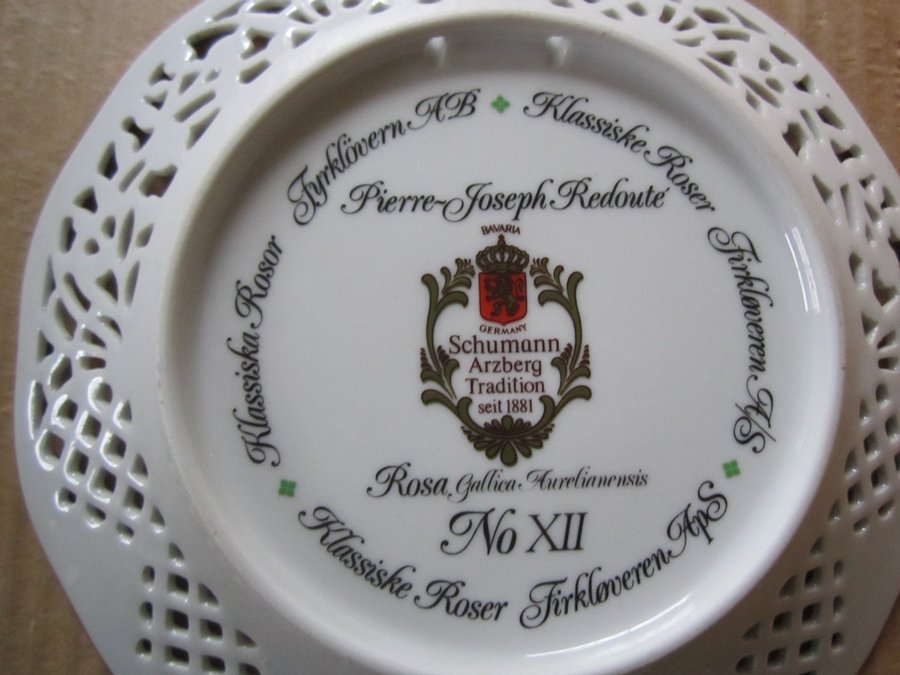 Klassiska Rosor Fyrklövern AB
Klassiske Roser Firkløveren A/S
Klassiske Roser Firkløveren ApS
Pierre-Joseph Redouté
BAVARIA
GERMANY
Schumann
Arzberg
Tradition
seit 1881
Rosa Gallica Aurelianensis
No XII